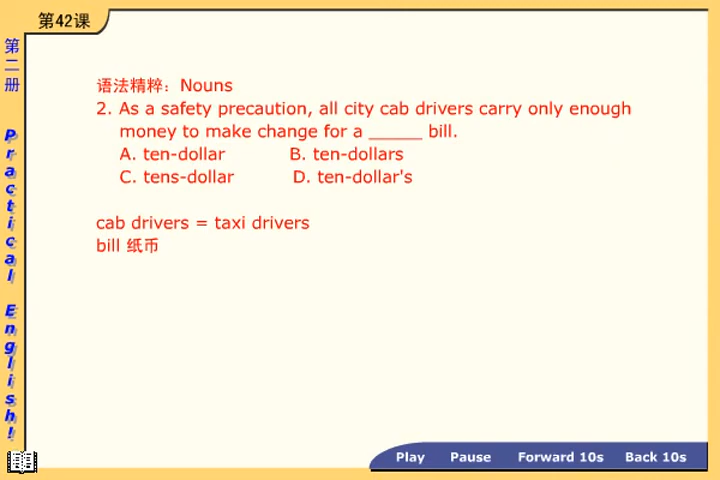 第42课
第二册
Practical English!
语法精粹：Nouns
2. As a safety precaution, all city cab drivers carry only enough
money to make change for a ______ bill.
A. ten-dollar B. ten-dollars
C. tens-dollar D. ten-dollar's
cab drivers = taxi drivers
bill 纸币
Play Pause Forward 10s Back 10s